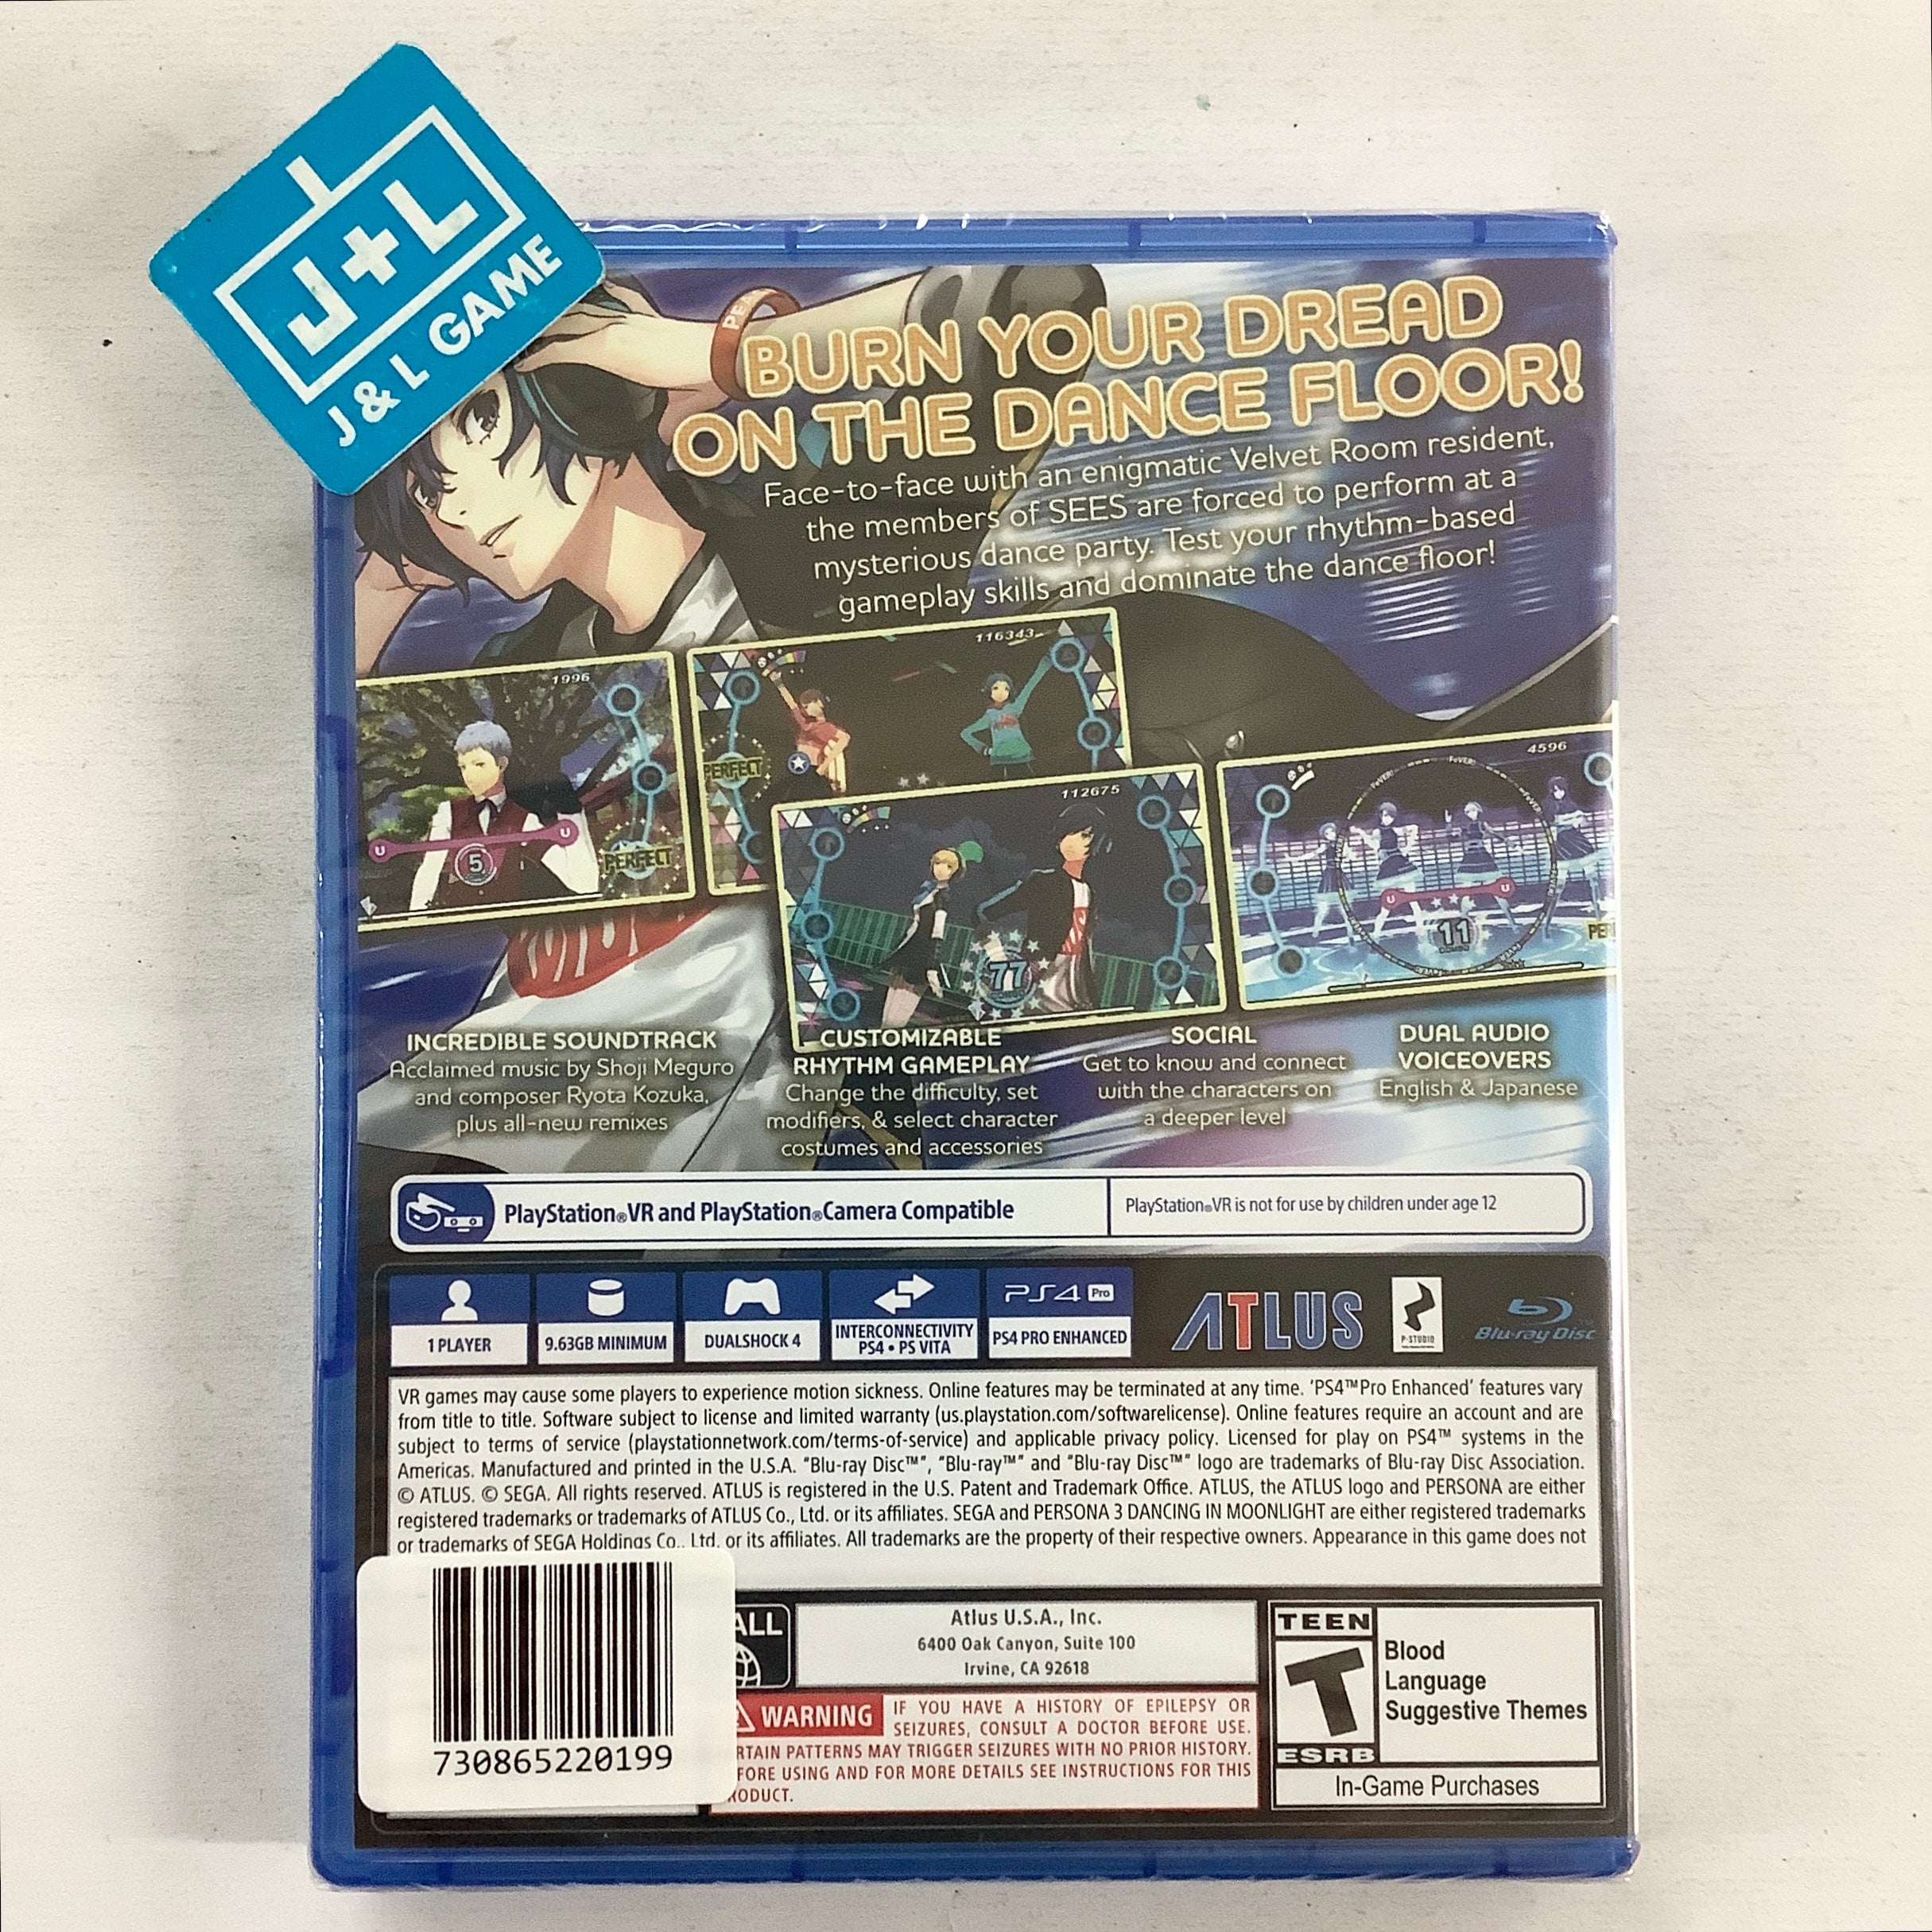 J+L
J & L GAME
PE
BURN YOUR DREAD
ON THE DANCE FLOOR!
Face-to-face with an enigmatic Velvet Room resident,
the members of SEES are forced to perform at a
mysterious dance party. Test your rhythm-based
gameplay skills and dominate the dance floor!
1996
U
U
5
PERFECT
116343
PERFECT
112675
77
4596
FEVER!
FEVER!
FEVER!
U
U
11
COMBO
PER
INCREDIBLE SOUNDTRACK
Acclaimed music by Shoji Meguro
and composer Ryota Kozuka,
plus all-new remixes
CUSTOMIZABLE
RHYTHM GAMEPLAY
Change the difficulty, set
modifiers, & select character
costumes and accessories
SOCIAL
Get to know and connect
with the characters on
a deeper level
DUAL AUDIO
VOICEOVERS
English & Japanese
PlayStation®VR and PlayStation®Camera Compatible
PlayStation®VR is not for use by children under age 12
1 PLAYER
9.63GB MINIMUM
DUALSHOCK 4
INTERCONNECTIVITY
PS4 • PS VITA
PS4 Pro
PS4 PRO ENHANCED
ATLUS
P-STUDIO
Blu-ray Disc
VR games may cause some players to experience motion sickness. Online features may be terminated at any time. 'PS4™Pro Enhanced' features vary
from title to title. Software subject to license and limited warranty (us.playstation.com/softwarelicense). Online features require an account and are
subject to terms of service (playstationnetwork.com/terms-of-service) and applicable privacy policy. Licensed for play on PS4™ systems in the
Americas. Manufactured and printed in the U.S.A. "Blu-ray Disc™", "Blu-ray™" and "Blu-ray Disc™" logo are trademarks of Blu-ray Disc Association.
© ATLUS. © SEGA. All rights reserved. ATLUS is registered in the U.S. Patent and Trademark Office. ATLUS, the ATLUS logo and PERSONA are either
registered trademarks or trademarks of ATLUS Co., Ltd. or its affiliates. SEGA and PERSONA 3 DANCING IN MOONLIGHT are either registered trademarks
or trademarks of SEGA Holdings Co., Ltd. or its affiliates. All trademarks are the property of their respective owners. Appearance in this game does not
730865220199
ALL
Atlus U.S.A., Inc.
6400 Oak Canyon, Suite 100
Irvine, CA 92618
WARNING
IF YOU HAVE A HISTORY OF EPILEPSY OR
SEIZURES, CONSULT A DOCTOR BEFORE USE.
RTAIN PATTERNS MAY TRIGGER SEIZURES WITH NO PRIOR HISTORY.
FORE USING AND FOR MORE DETAILS SEE INSTRUCTIONS FOR THIS
RODUCT.
TEEN
T
ESRB
Blood
Language
Suggestive Themes
In-Game Purchases